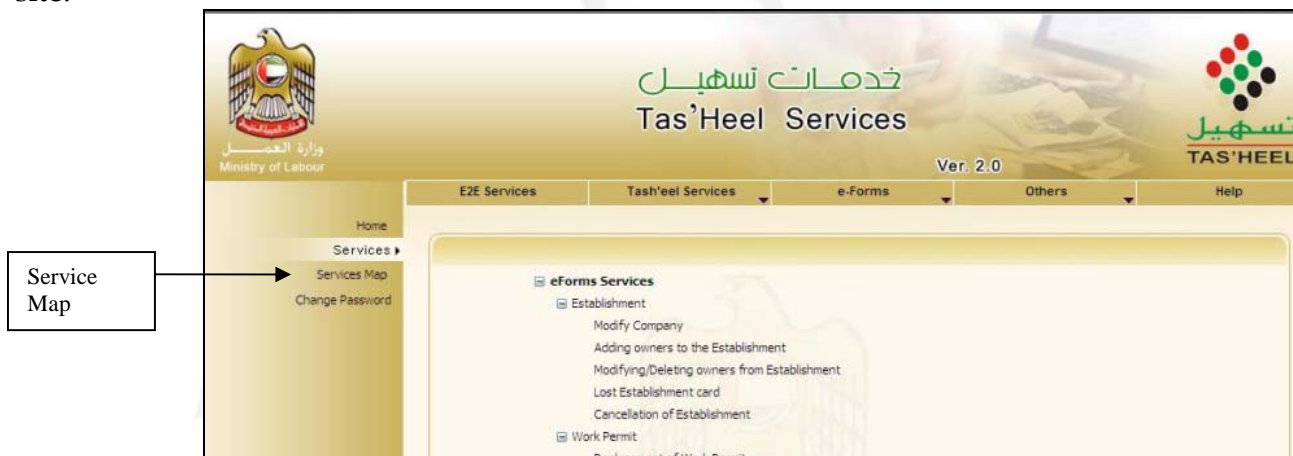 site.
خدمات تسهيل
Tas'Heel Services
Ver. 2.0
وزارة العمل
Ministry of Labour
تسهيل
TAS'HEEL
E2E Services
Tash'eel Services
e-Forms
Others
Help
Home
Services
Services Map
Change Password
Service
Map
eForms Services
Establishment
Modify Company
Adding owners to the Establishment
Modifying/Deleting owners from Establishment
Lost Establishment card
Cancellation of Establishment
Work Permit